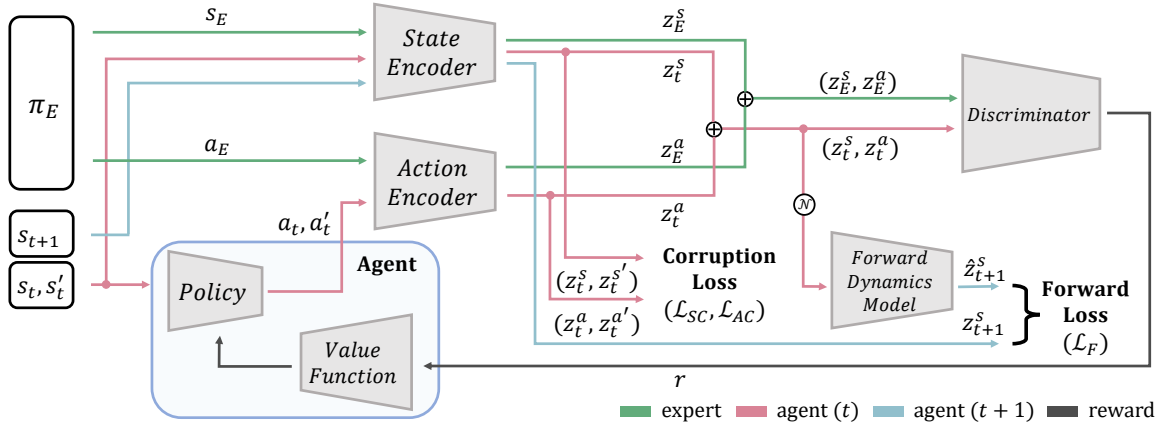 s_E
State
Encoder
z_E^s
z_t^s
π_E
(z_E^s, z_E^a)
Discriminator
(z_t^s, z_t^a)
a_E
Action
Encoder
z_E^a
z_t^a
𝒩
s_{t+1}
a_t, a_t'
s_t, s_t'
Agent
Policy
Value
Function
(z_t^s, z_t^{s'})
(z_t^a, z_t^{a'})
Corruption
Loss
(ℒ_{SC}, ℒ_{AC})
Forward
Dynamics
Model
ẑ_{t+1}^s
z_{t+1}^s
Forward
Loss
(ℒ_F)
r
expert
agent (t)
agent (t + 1)
reward